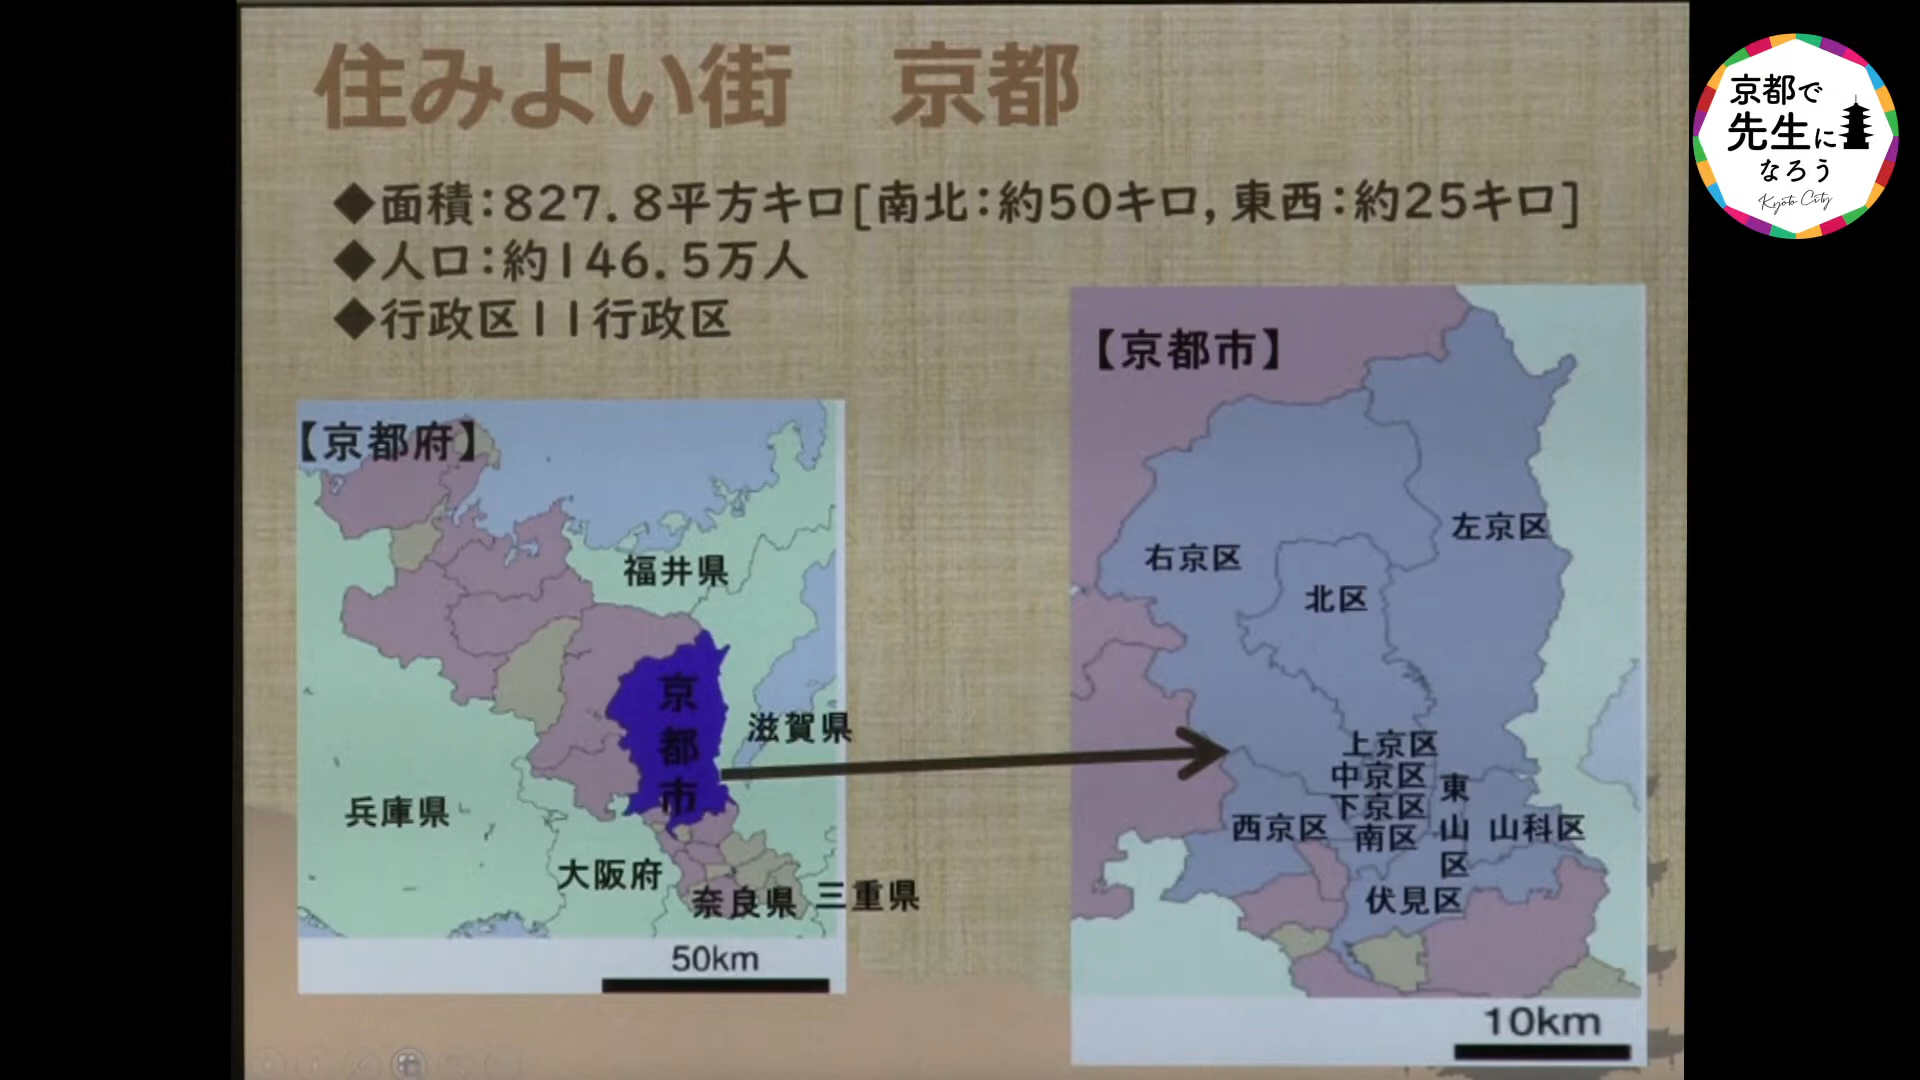 住みよい街　京都
◆面積：827.8平方キロ[南北：約50キロ，東西：約25キロ]
◆人口：約146.5万人
◆行政区11行政区
【京都府】
福井県
京都市
滋賀県
兵庫県
大阪府
奈良県
三重県
50km
【京都市】
左京区
右京区
北区
上京区
中京区
下京区
東山区
西京区
南区
山科区
伏見区
10km
京都で
先生に
なろう
Kyoto City